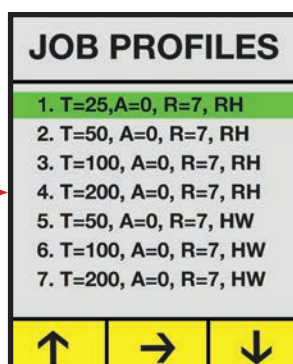 JOB PROFILES
1. T=25,A=0, R=7, RH
2. T=50, A=0, R=7, RH
3. T=100, A=0, R=7, RH
4. T=200, A=0, R=7, RH
5. T=50, A=0, R=7, HW
6. T=100, A=0, R=7, HW
7. T=200, A=0, R=7, HW
↑ → ↓